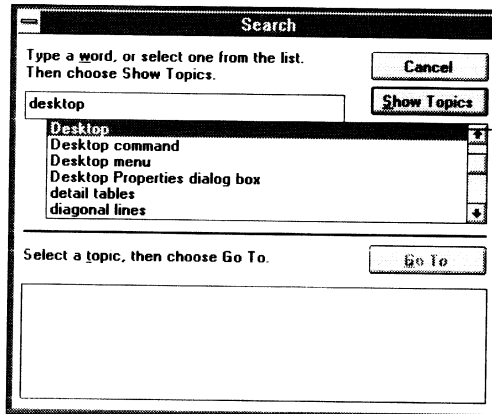 Search
Type a word, or select one from the list.
Then choose Show Topics.
Cancel
desktop
Show Topics
Desktop
Desktop command
Desktop menu
Desktop Properties dialog box
detail tables
diagonal lines
Select a topic, then choose Go To.
Go To